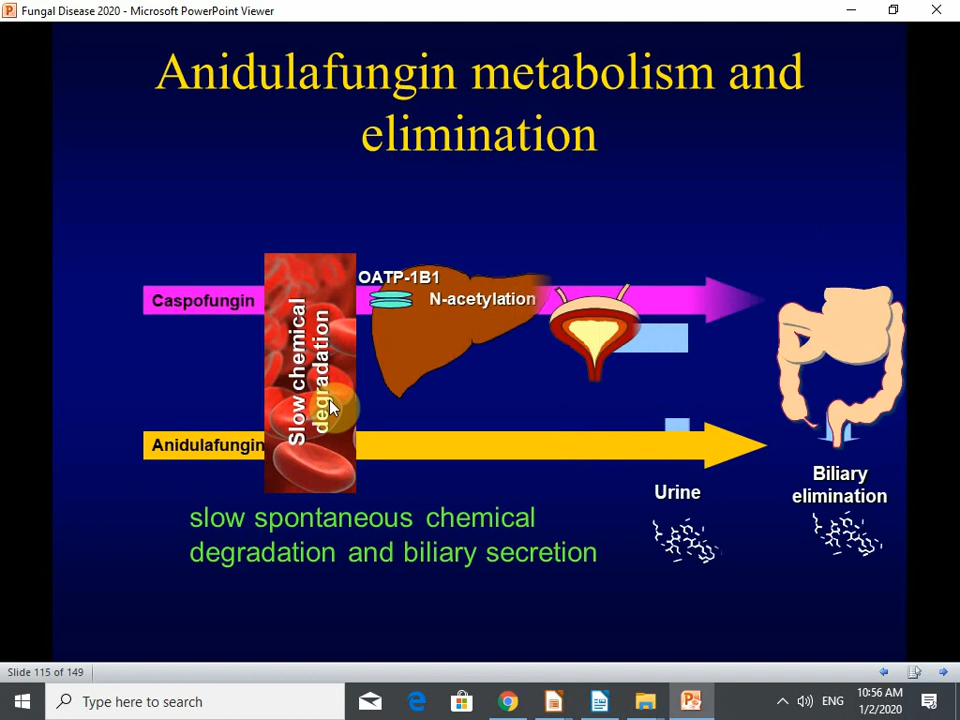 Fungal Disease 2020 - Microsoft PowerPoint Viewer
Anidulafungin metabolism and
elimination
OATP-1B1
Caspofungin
N-acetylation
Slow chemical
degradation
Anidulafungin
Urine
Biliary
elimination
slow spontaneous chemical
degradation and biliary secretion
Slide 115 of 149
Type here to search
ENG
10:56 AM
1/2/2020